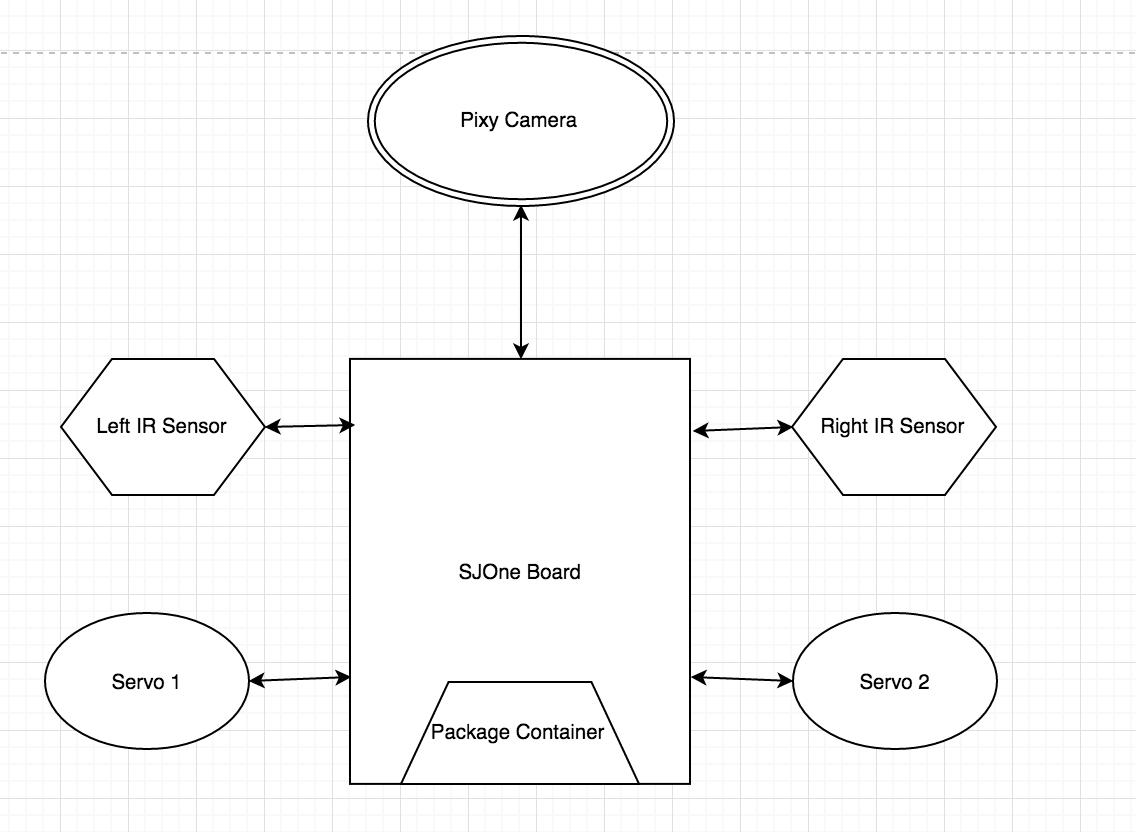 Pixy Camera
Left IR Sensor
Right IR Sensor
SJOne Board
Servo 1
Servo 2
Package Container